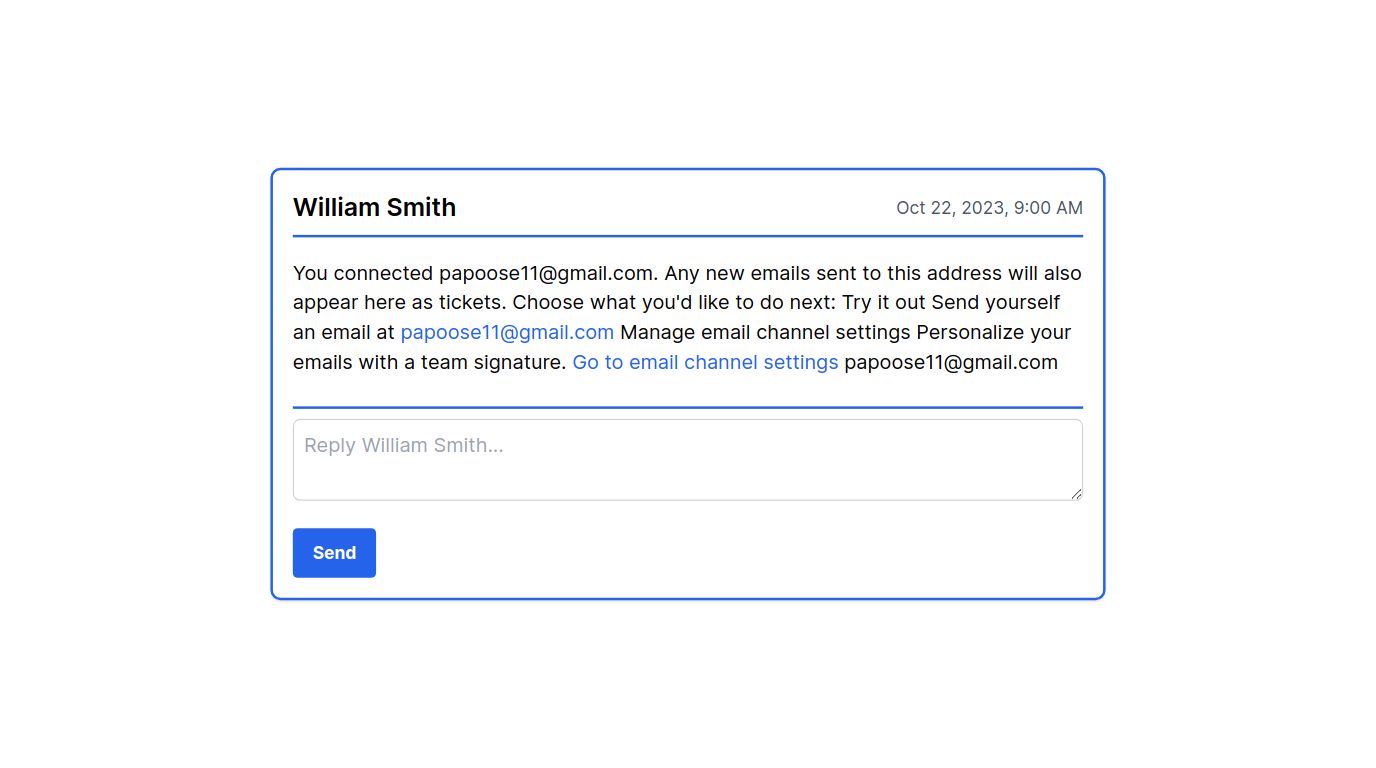 William Smith
Oct 22, 2023, 9:00 AM
You connected papoose11@gmail.com. Any new emails sent to this address will also
appear here as tickets. Choose what you'd like to do next: Try it out Send yourself
an email at papoose11@gmail.com Manage email channel settings Personalize your
emails with a team signature. Go to email channel settings papoose11@gmail.com
Reply William Smith...
Send